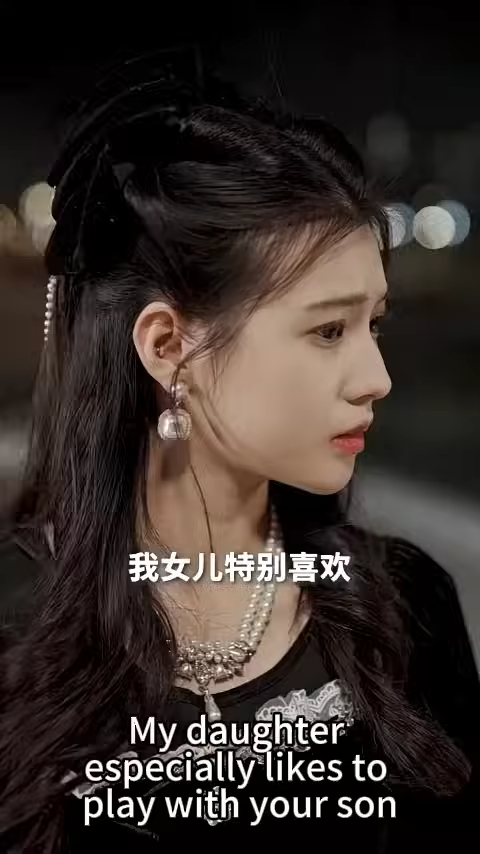 我女儿特别喜欢
My daughter
especially likes to
play with your son